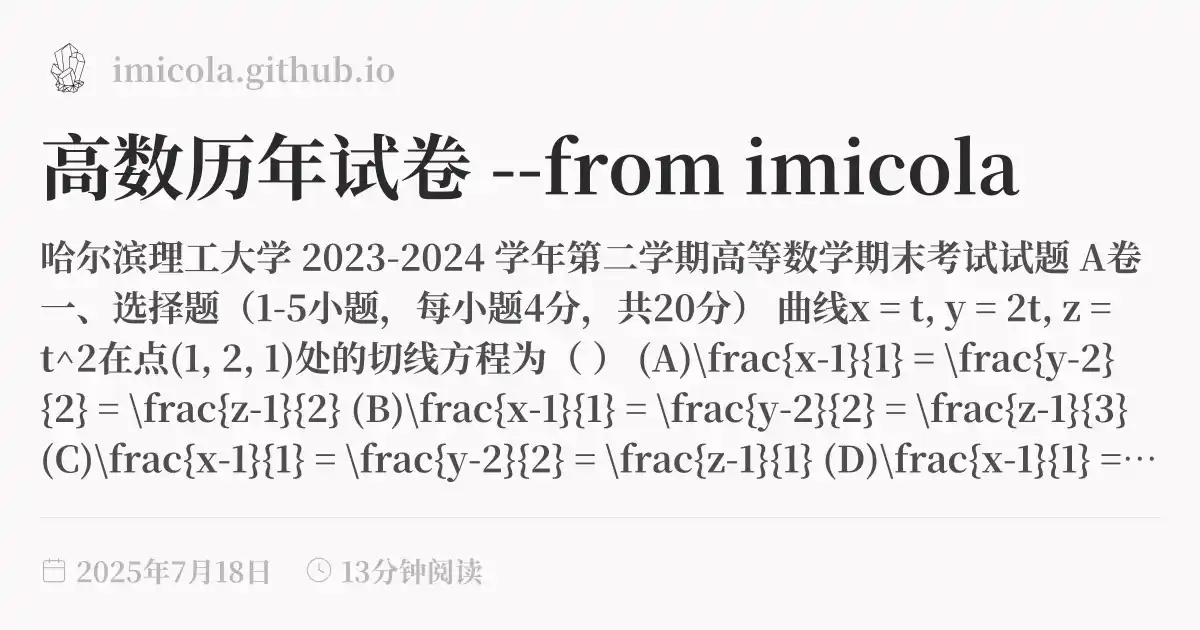 imicola.github.io
高数历年试卷 --from imicola
哈尔滨理工大学 2023-2024 学年第二学期高等数学期末考试试题 A卷
一、选择题（1-5小题，每小题4分，共20分） 曲线x = t, y = 2t, z =
t^2在点(1, 2, 1)处的切线方程为（ ） (A)\frac{x-1}{1} = \frac{y-2}
{2} = \frac{z-1}{2} (B)\frac{x-1}{1} = \frac{y-2}{2} = \frac{z-1}{3}
(C)\frac{x-1}{1} = \frac{y-2}{2} = \frac{z-1}{1} (D)\frac{x-1}{1} =…
2025年7月18日 13分钟阅读